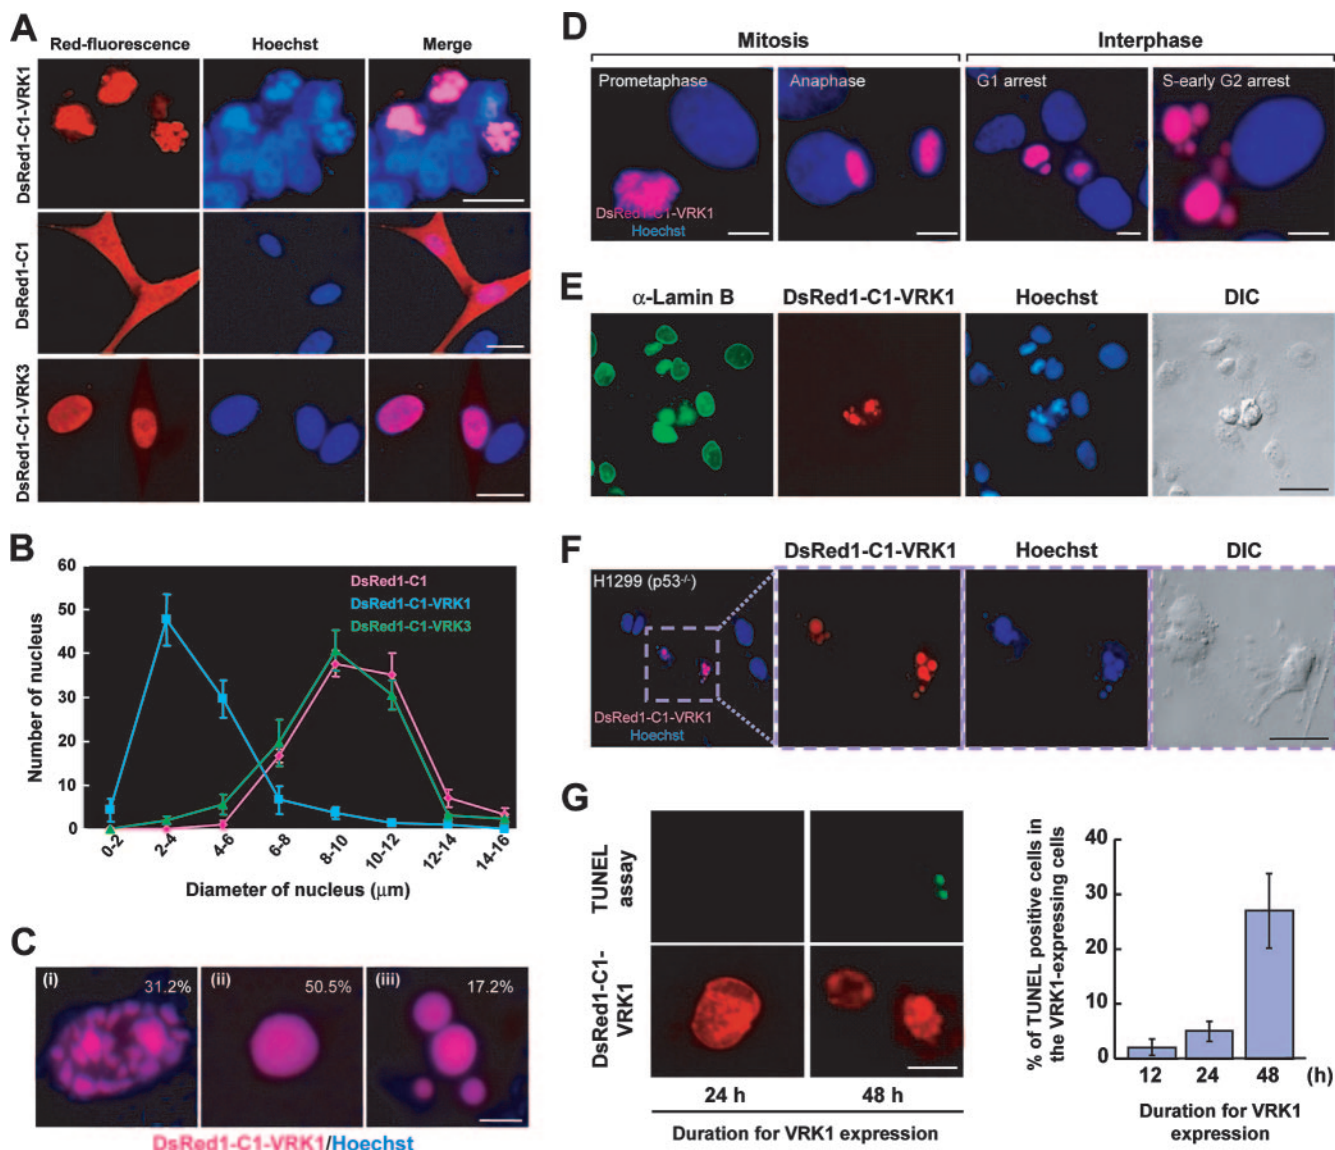 A
Red-fluorescence
Hoechst
Merge
DsRed1-C1-VRK1
DsRed1-C1
DsRed1-C1-VRK3
B
DsRed1-C1
DsRed1-C1-VRK1
DsRed1-C1-VRK3
Number of nucleus
60
50
40
30
20
10
0
0-2
2-4
4-6
6-8
8-10
10-12
12-14
14-16
Diameter of nucleus (μm)
C
(i)
31.2%
(ii)
50.5%
(iii)
17.2%
DsRed1-C1-VRK1/Hoechst
D
Mitosis
Interphase
Prometaphase
Anaphase
G1 arrest
S-early G2 arrest
DsRed1-C1-VRK1
Hoechst
E
α-Lamin B
DsRed1-C1-VRK1
Hoechst
DIC
F
DsRed1-C1-VRK1
Hoechst
DIC
H1299 (p53-/-)
DsRed1-C1-VRK1
Hoechst
G
TUNEL
assay
DsRed1-C1-
VRK1
24 h
48 h
Duration for VRK1 expression
% of TUNEL positive cells in
the VRK1-expressing cells
40
30
20
10
0
12
24
48
(h)
Duration for VRK1
expression